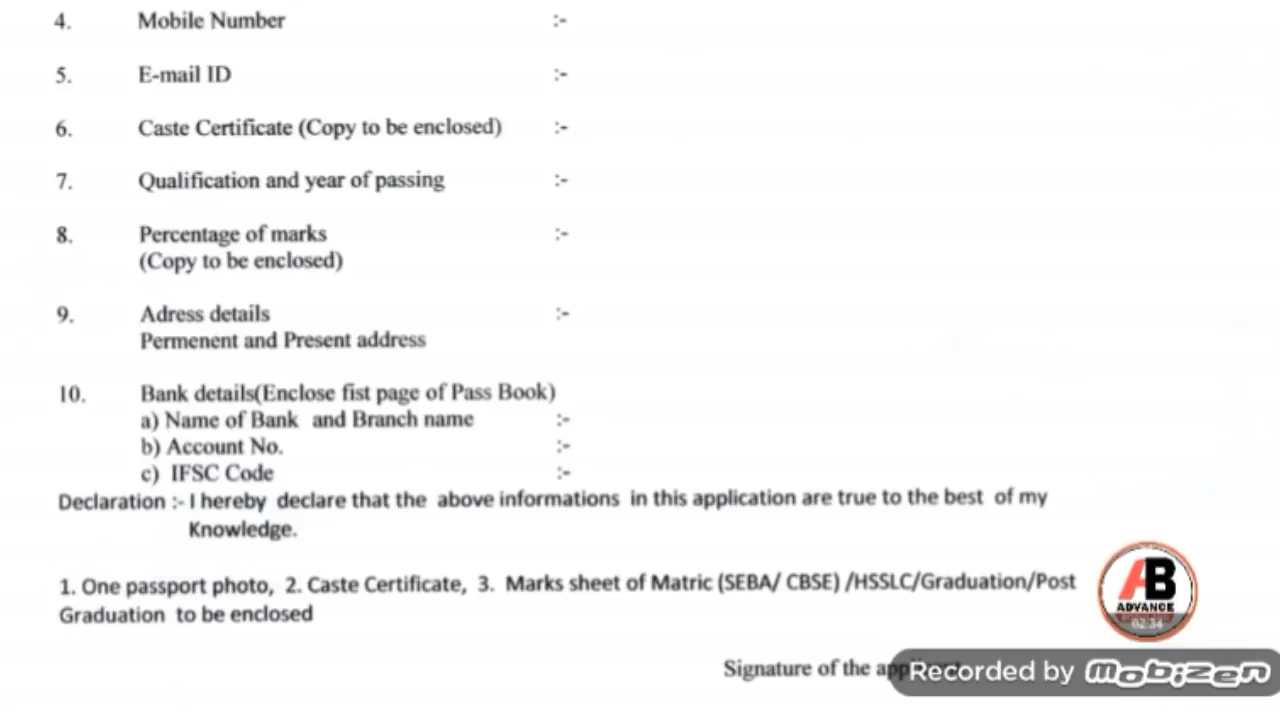 4. Mobile Number :-
5. E-mail ID :-
6. Caste Certificate (Copy to be enclosed) :-
7. Qualification and year of passing :-
8. Percentage of marks :-
(Copy to be enclosed)
9. Adress details :-
Permenent and Present address
10. Bank details(Enclose fist page of Pass Book)
a) Name of Bank and Branch name :-
b) Account No. :-
c) IFSC Code :-
Declaration :- I hereby declare that the above informations in this application are true to the best of my
Knowledge.
1. One passport photo, 2. Caste Certificate, 3. Marks sheet of Matric (SEBA/ CBSE) /HSSLC/Graduation/Post
Graduation to be enclosed
AB
ADVANCE
02:34
Signature of the
Recorded by Mobizen